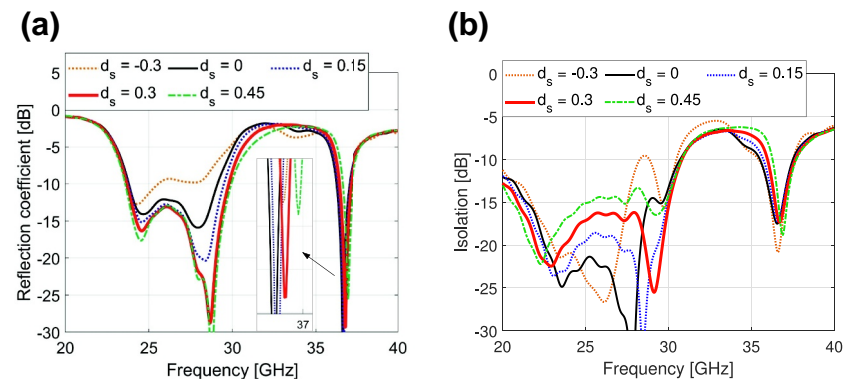 (a)
d_s = -0.3 d_s = 0 d_s = 0.15
d_s = 0.3 d_s = 0.45
Reflection coefficient [dB]
5
0
-5
-10
-15
-20
-25
-30
37
20 25 30 35 40
Frequency [GHz]
(b)
d_s = -0.3 d_s = 0 d_s = 0.15
d_s = 0.3 d_s = 0.45
Isolation [dB]
0
-5
-10
-15
-20
-25
-30
20 25 30 35 40
Frequency [GHz]